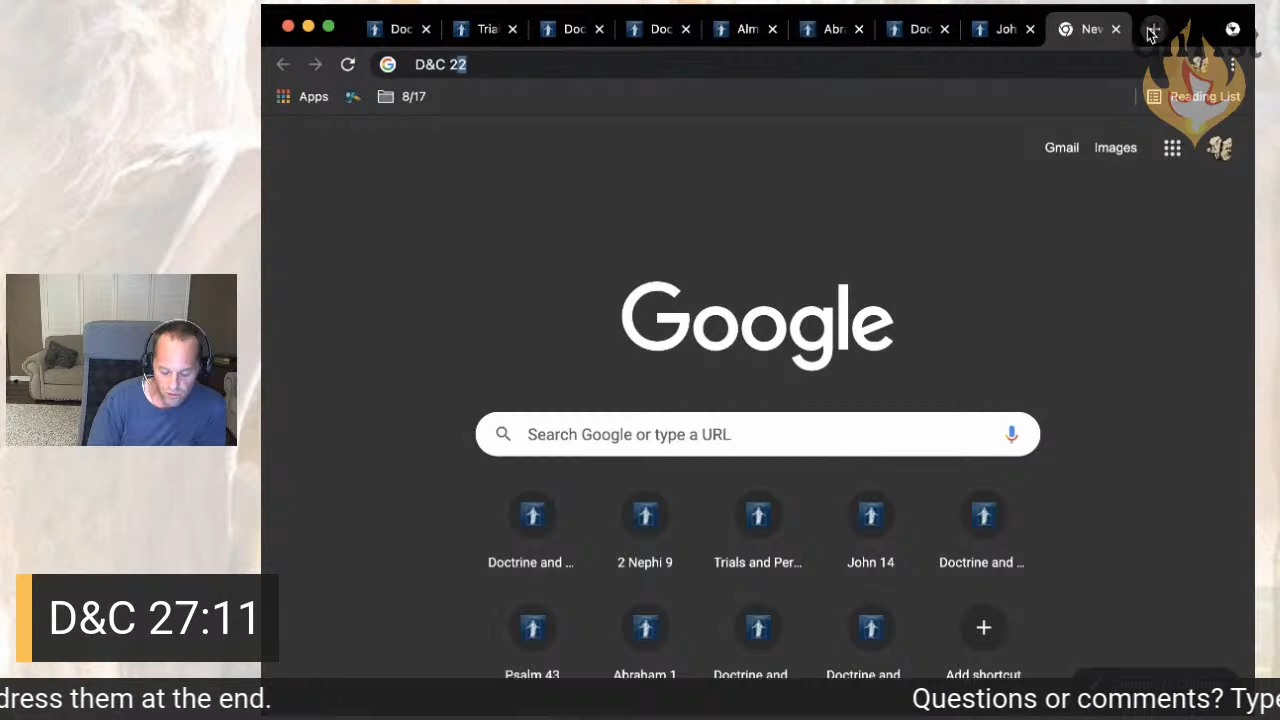 Doc
Tria
Doc
Doc
Alm
Abr
Doc
Joh
New
D&C 22
Apps
8/17
Reading List
Gmail
Images
Google
Search Google or type a URL
Doctrine and ...
2 Nephi 9
Trials and Per...
John 14
Doctrine and ...
Psalm 43
Abraham 1
Doctrine and
Doctrine and
Add shortcut
D&C 27:11
dress them at the end.
Questions or comments? Type